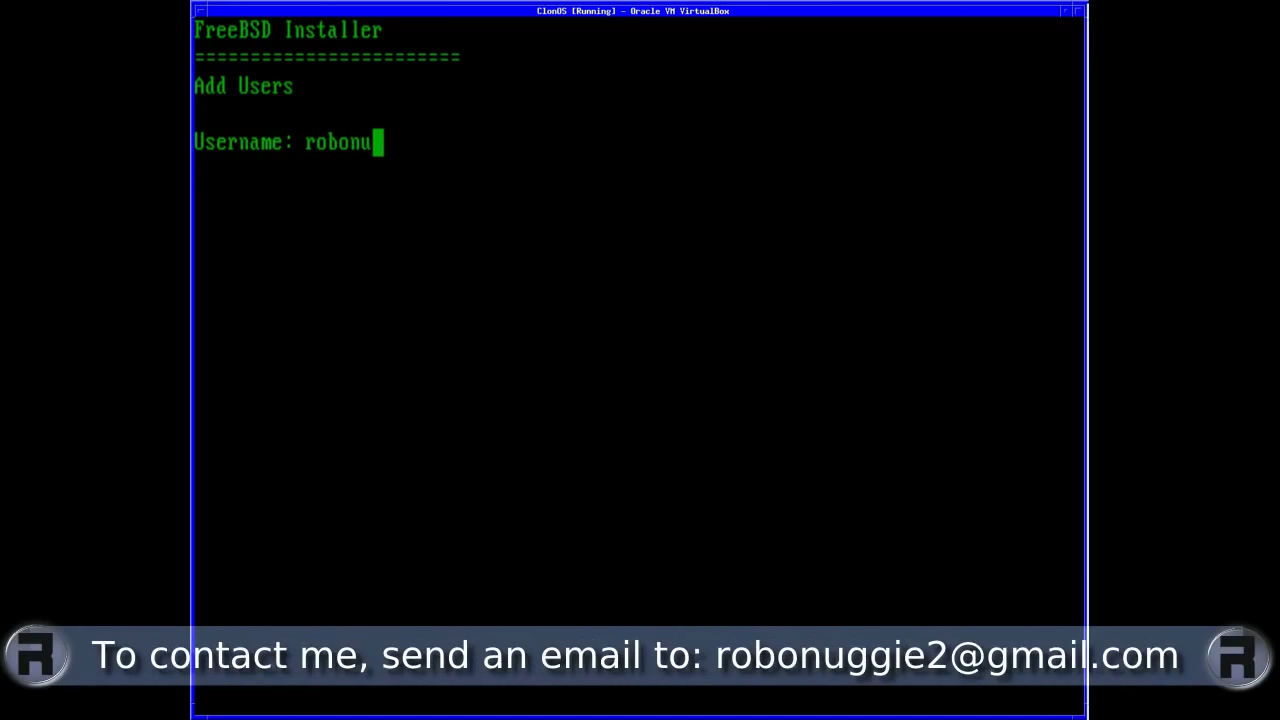 ClonOS [Running] - Oracle VM VirtualBox
FreeBSD Installer
========================
Add Users
Username: robonu
To contact me, send an email to: robonuggie2@gmail.com